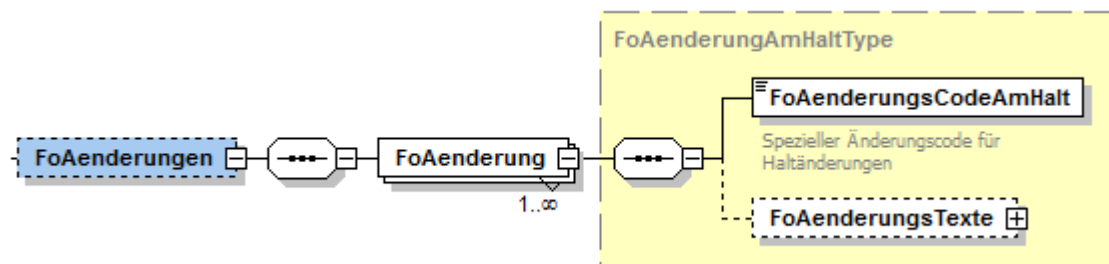 FoAenderungAmHaltType
FoAenderungsCodeAmHalt
Spezieller Änderungscode für
Haltänderungen
FoAenderungen
FoAenderung
1..∞
FoAenderungsTexte